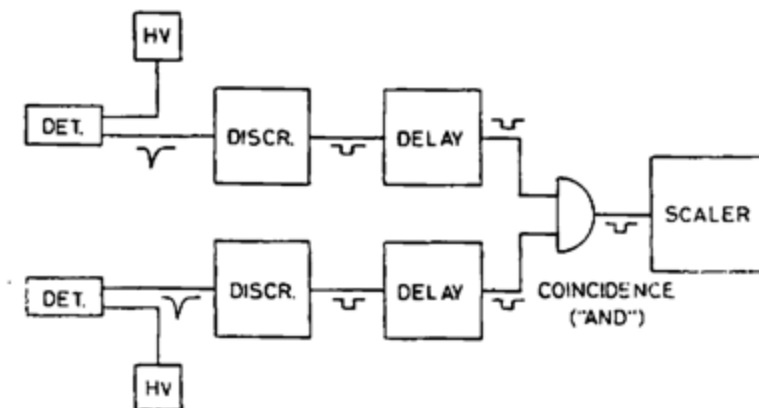 HV
DET.
DISCR.
DELAY
SCALER
DET.
DISCR.
DELAY
COINCIDENCE
("AND")
HV